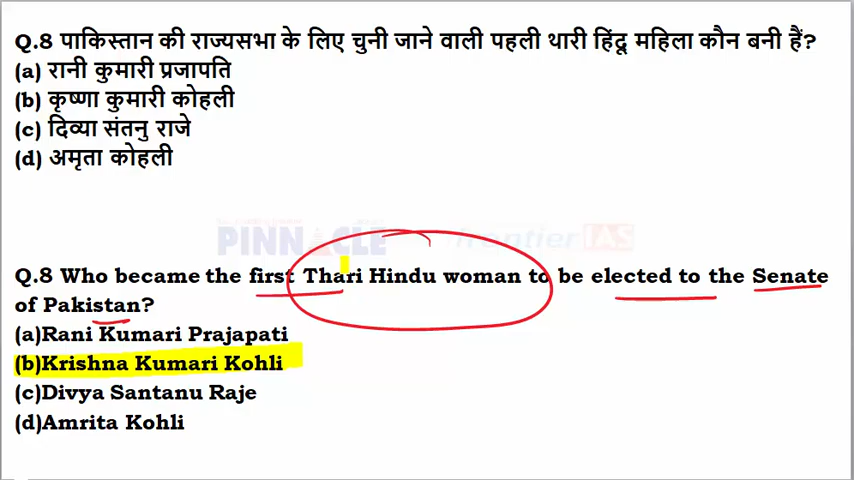 Q.8 पाकिस्तान की राज्यसभा के लिए चुनी जाने वाली पहली थारी हिंदू महिला कौन बनी हैं?
(a) रानी कुमारी प्रजापति
(b) कृष्णा कुमारी कोहली
(c) दिव्या संतनु राजे
(d) अमृता कोहली
PINNACLE frontier IAS
Q.8 Who became the first Thari Hindu woman to be elected to the Senate
of Pakistan?
(a)Rani Kumari Prajapati
(b)Krishna Kumari Kohli
(c)Divya Santanu Raje
(d)Amrita Kohli